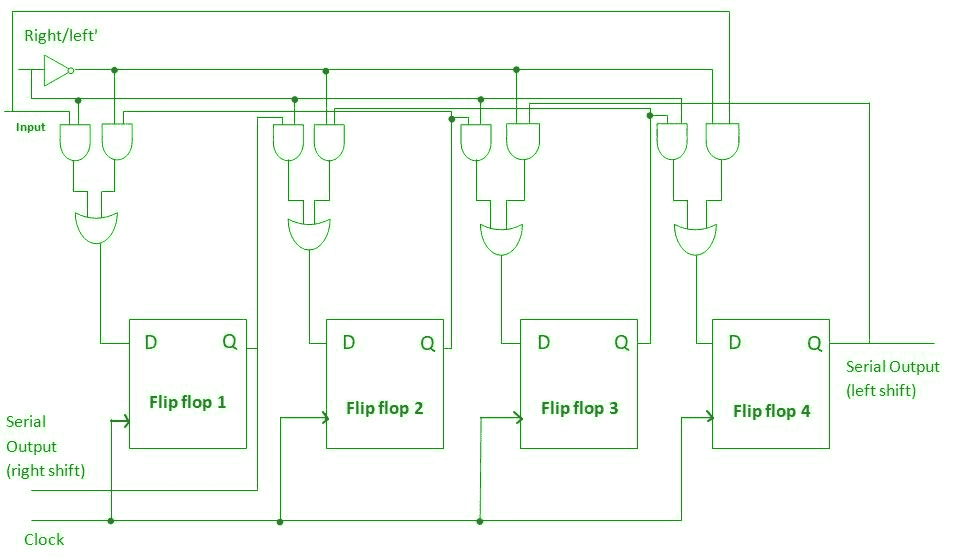 Right/left'
Input
D Q
Flip flop 1
D Q
Flip flop 2
D Q
Flip flop 3
D Q
Flip flop 4
Serial Output
(left shift)
Serial
Output
(right shift)
Clock